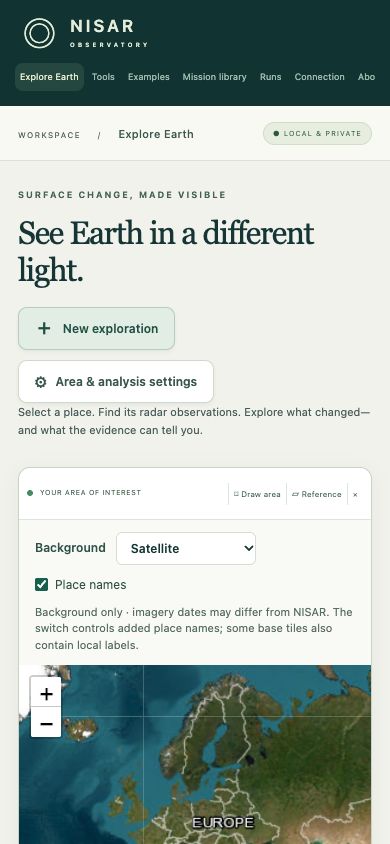 NISAR
OBSERVATORY
Explore Earth Tools Examples Mission library Runs Connection Abo
WORKSPACE / Explore Earth
LOCAL & PRIVATE
SURFACE CHANGE, MADE VISIBLE
See Earth in a different
light.
+ New exploration
⚙ Area & analysis settings
Select a place. Find its radar observations. Explore what changed—
and what the evidence can tell you.
YOUR AREA OF INTEREST
Draw area
Reference
×
Background Satellite
Place names
Background only · imagery dates may differ from NISAR. The
switch controls added place names; some base tiles also
contain local labels.
+
−
EUROPE